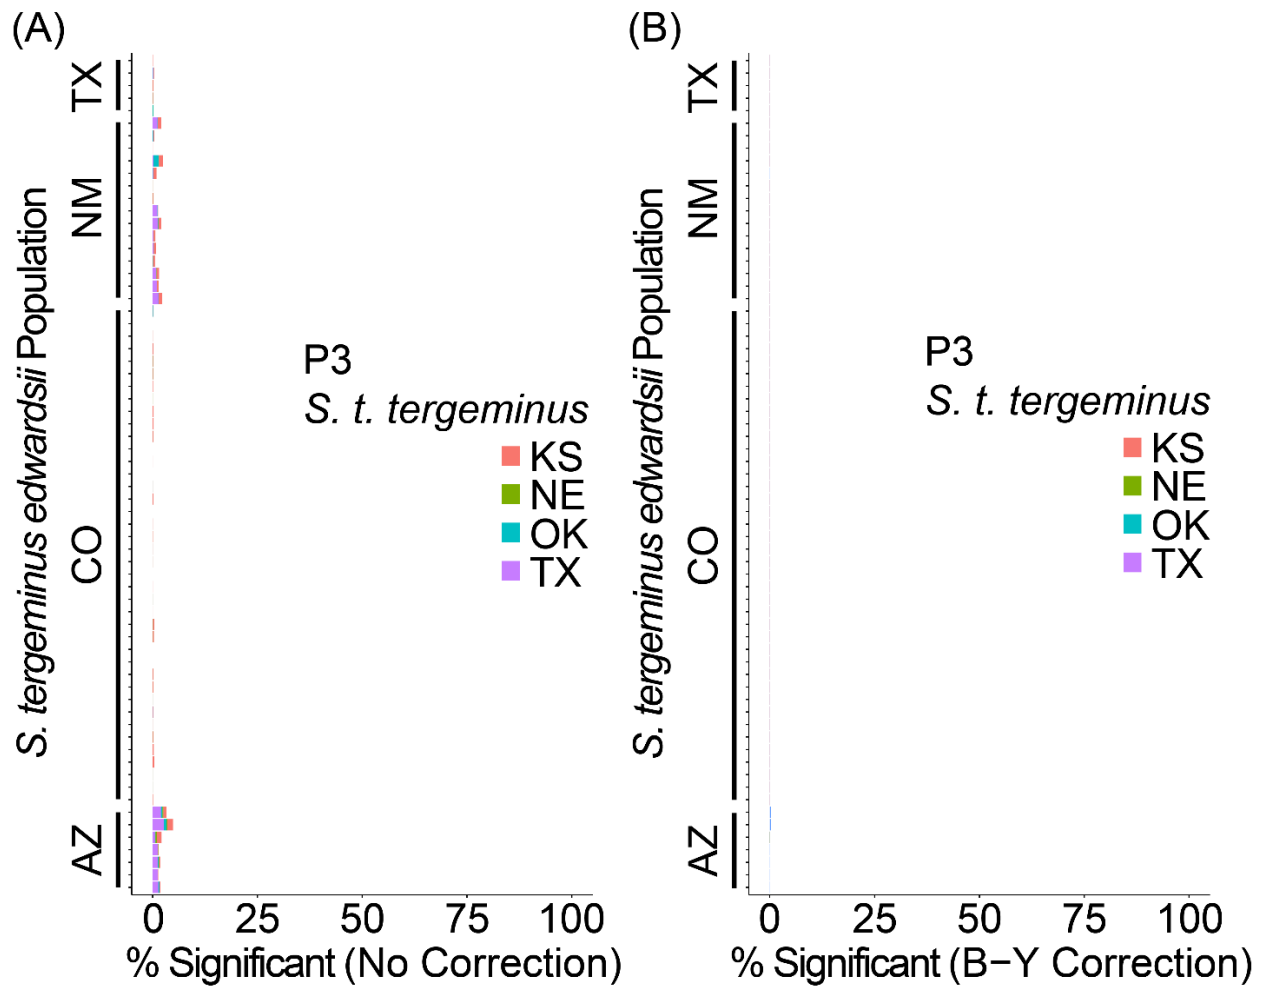 (A)
S. tergeminus edwardsii Population
TX
NM
CO
AZ
P3
S. t. tergeminus
KS
NE
OK
TX
0 25 50 75 100
% Significant (No Correction)
(B)
S. tergeminus edwardsii Population
TX
NM
CO
AZ
P3
S. t. tergeminus
KS
NE
OK
TX
0 25 50 75 100
% Significant (B−Y Correction)